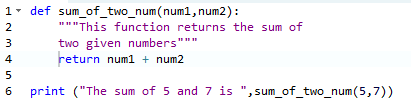 1 def sum_of_two_num(num1,num2):
2     """This function returns the sum of
3     two given numbers"""
4     return num1 + num2
5
6 print ("The sum of 5 and 7 is ",sum_of_two_num(5,7))